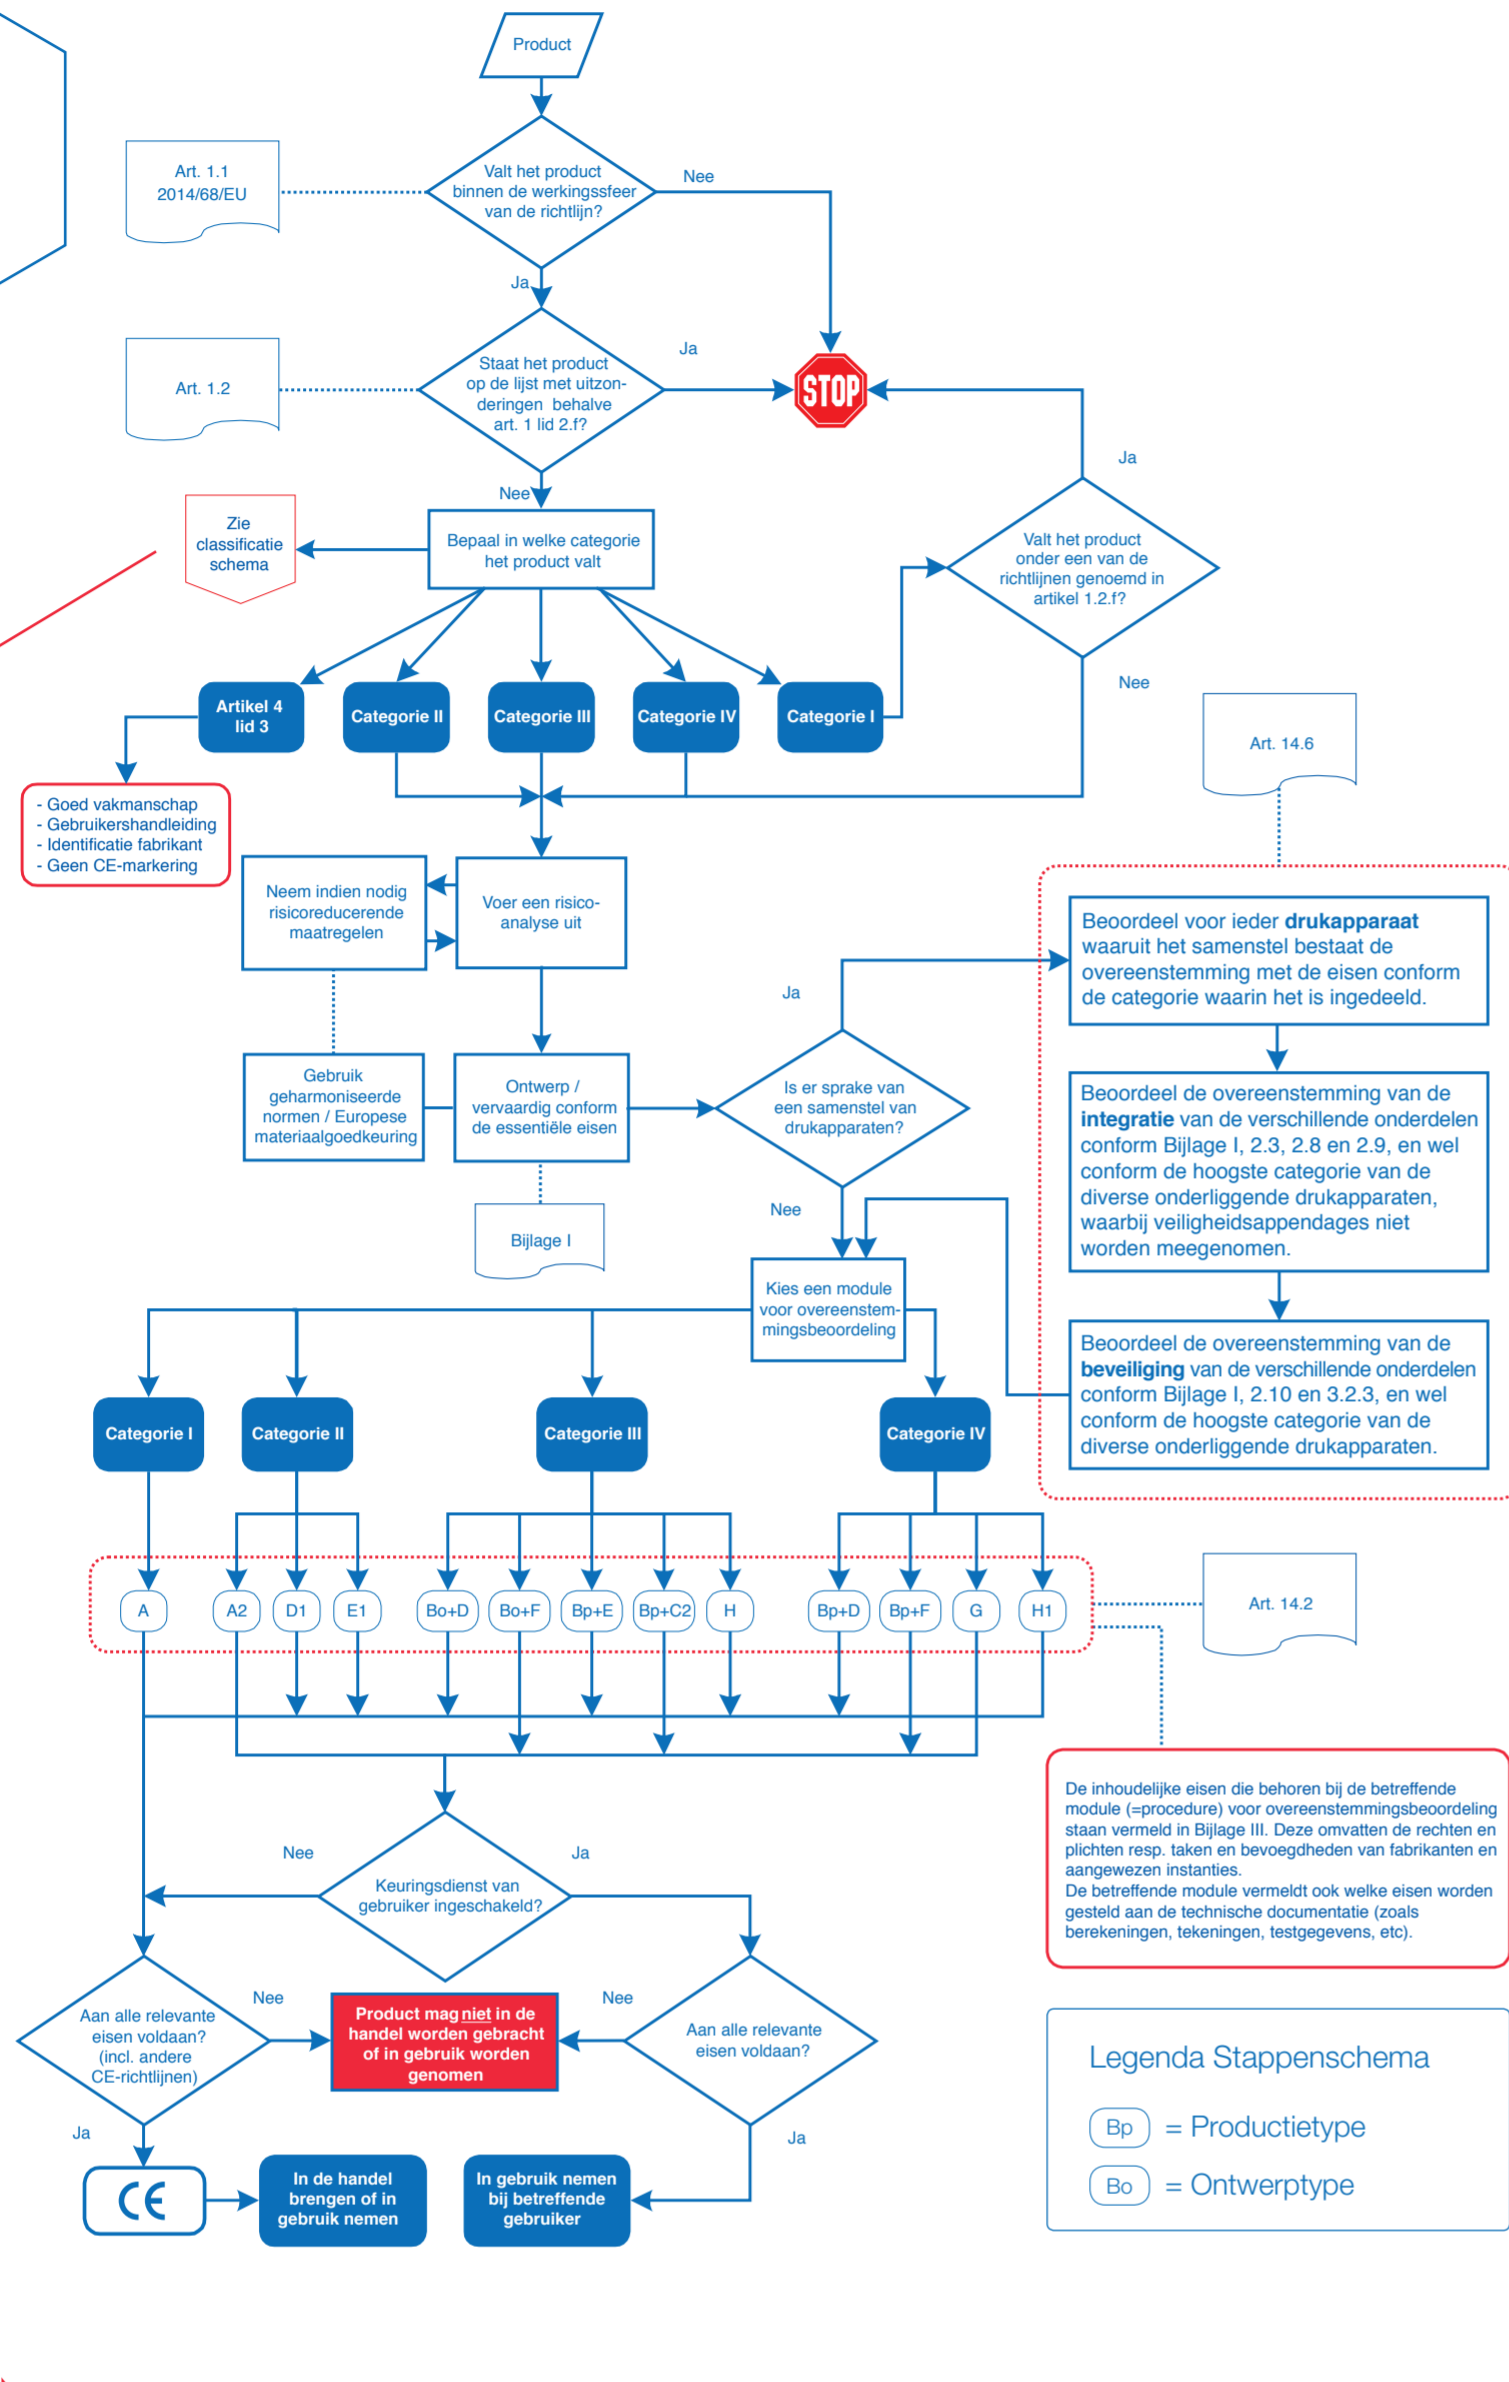 Product
Art. 1.1
2014/68/EU
Valt het product
binnen de werkingssfeer
van de richtlijn?
Nee
Ja
Art. 1.2
Staat het product
op de lijst met uitzon-
deringen behalve
art. 1 lid 2.f?
Ja
STOP
Ja
Nee
Zie
classificatie
schema
Bepaal in welke categorie
het product valt
Valt het product
onder een van de
richtlijnen genoemd in
artikel 1.2.f?
Nee
Artikel 4
lid 3
Categorie II
Categorie III
Categorie IV
Categorie I
Art. 14.6
- Goed vakmanschap
- Gebruikershandleiding
- Identificatie fabrikant
- Geen CE-markering
Neem indien nodig
risicoreducerende
maatregelen
Voer een risico-
analyse uit
Beoordeel voor ieder drukapparaat
waaruit het samenstel bestaat de
overeenstemming met de eisen conform
de categorie waarin het is ingedeeld.
Ja
Gebruik
geharmoniseerde
normen / Europese
materiaalgoedkeuring
Ontwerp /
vervaardig conform
de essentiële eisen
Is er sprake van
een samenstel van
drukapparaten?
Beoordeel de overeenstemming van de
integratie van de verschillende onderdelen
conform Bijlage I, 2.3, 2.8 en 2.9, en wel
conform de hoogste categorie van de
diverse onderliggende drukapparaten,
waarbij veiligheidsappendages niet
worden meegenomen.
Nee
Bijlage I
Kies een module
voor overeenstem-
mingsbeoordeling
Beoordeel de overeenstemming van de
beveiliging van de verschillende onderdelen
conform Bijlage I, 2.10 en 3.2.3, en wel
conform de hoogste categorie van de
diverse onderliggende drukapparaten.
Categorie I
Categorie II
Categorie III
Categorie IV
A
A2
D1
E1
Bo+D
Bo+F
Bp+E
Bp+C2
H
Bp+D
Bp+F
G
H1
Art. 14.2
De inhoudelijke eisen die behoren bij de betreffende
module (=procedure) voor overeenstemmingsbeoordeling
staan vermeld in Bijlage III. Deze omvatten de rechten en
plichten resp. taken en bevoegdheden van fabrikanten en
aangewezen instanties.
De betreffende module vermeldt ook welke eisen worden
gesteld aan de technische documentatie (zoals
berekeningen, tekeningen, testgegevens, etc).
Nee
Ja
Keuringsdienst van
gebruiker ingeschakeld?
Aan alle relevante
eisen voldaan?
(incl. andere
CE-richtlijnen)
Nee
Product mag niet in de
handel worden gebracht
of in gebruik worden
genomen
Nee
Aan alle relevante
eisen voldaan?
Ja
Ja
CE
In de handel
brengen of in
gebruik nemen
In gebruik nemen
bij betreffende
gebruiker
Legenda Stappenschema
Bp = Productietype
Bo = Ontwerptype